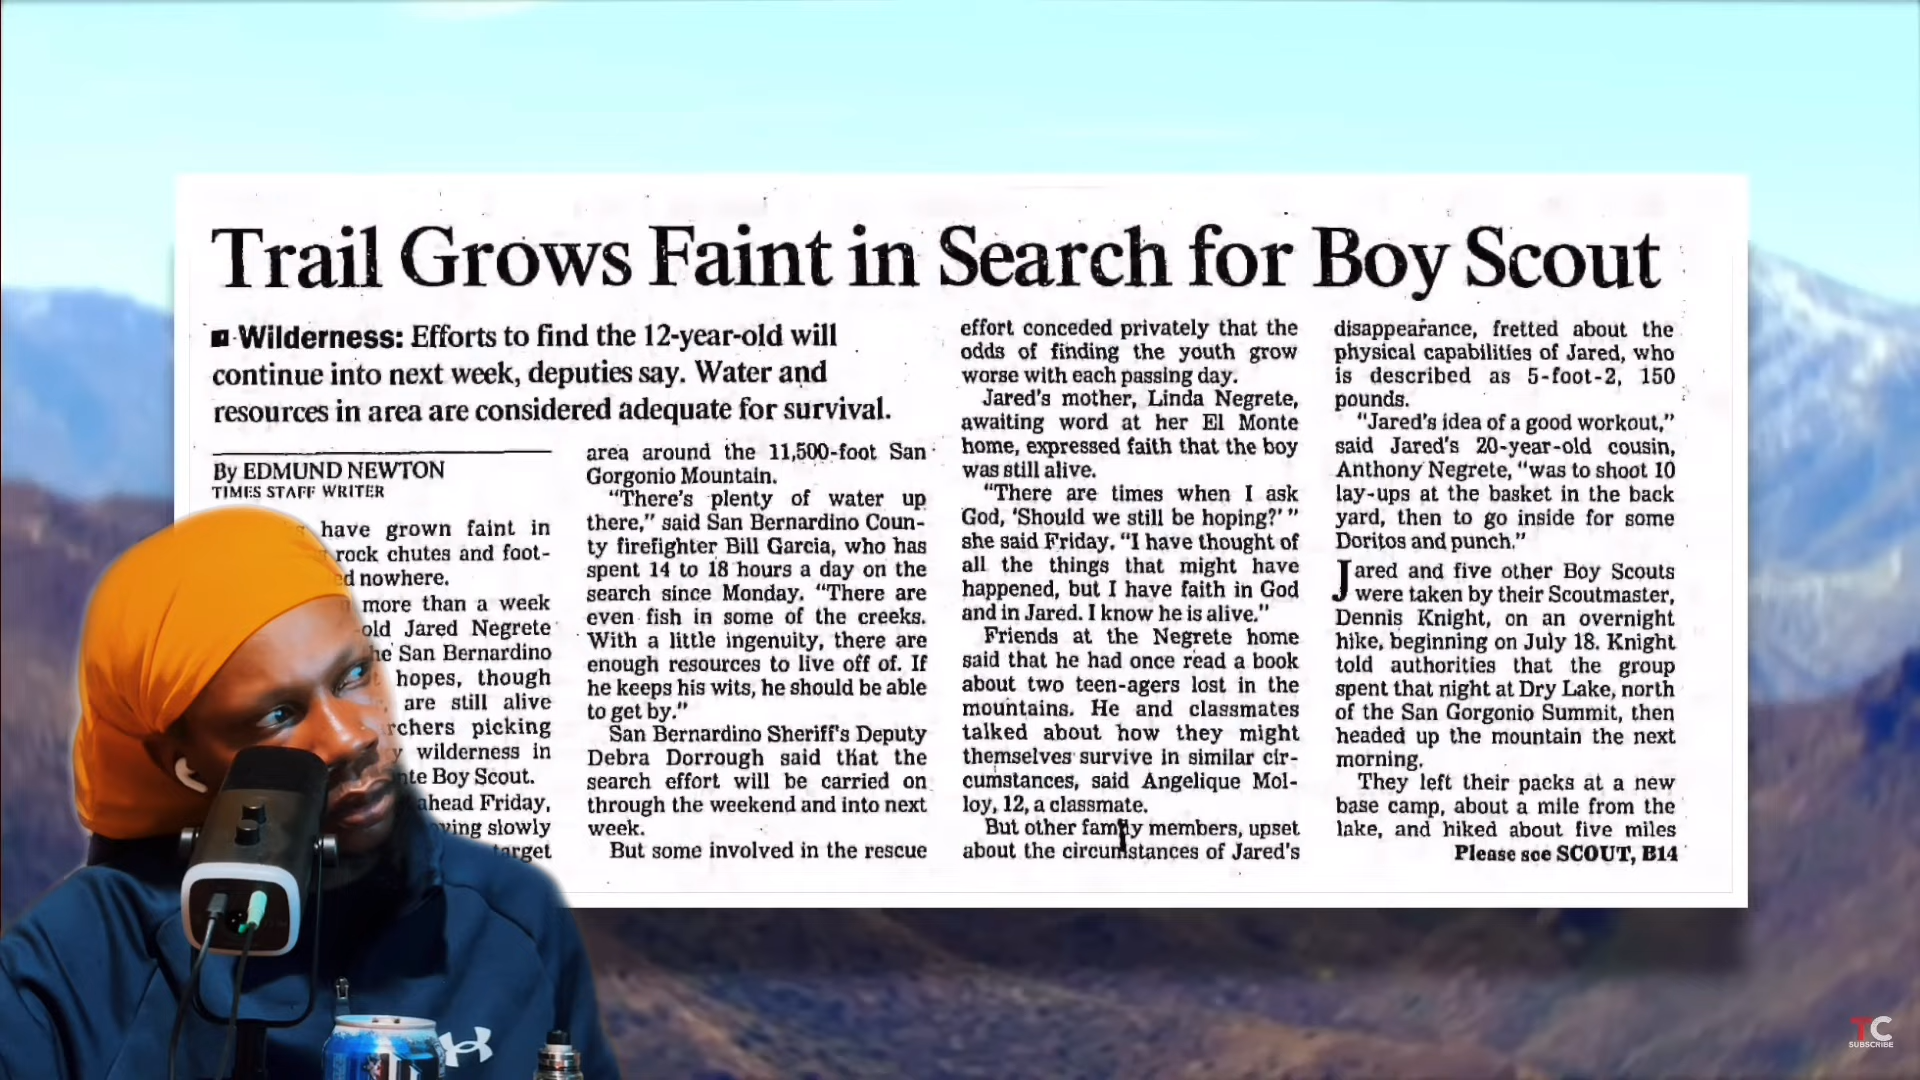 Trail Grows Faint in Search for Boy Scout
Wilderness: Efforts to find the 12-year-old will
continue into next week, deputies say. Water and
resources in area are considered adequate for survival.
By EDMUND NEWTON
TIMES STAFF WRITER
have grown faint in
rock chutes and foot-
nowhere.
more than a week
old Jared Negrete
San Bernardino
hopes, though
are still alive
picking
wilderness in
Boy Scout.
ahead Friday,
slowly
target
area around the 11,500-foot San
Gorgonio Mountain.
“There’s plenty of water up
there,” said San Bernardino Coun-
ty firefighter Bill Garcia, who has
spent 14 to 18 hours a day on the
search since Monday. “There are
even fish in some of the creeks.
With a little ingenuity, there are
enough resources to live off of. If
he keeps his wits, he should be able
to get by.”
San Bernardino Sheriff’s Deputy
Debra Dorrough said that the
search effort will be carried on
through the weekend and into next
week.
But some involved in the rescue
effort conceded privately that the
odds of finding the youth grow
worse with each passing day.
Jared’s mother, Linda Negrete,
awaiting word at her El Monte
home, expressed faith that the boy
was still alive.
“There are times when I ask
God, ‘Should we still be hoping?’ ”
she said Friday. “I have thought of
all the things that might have
happened, but I have faith in God
and in Jared. I know he is alive.”
Friends at the Negrete home
said that he had once read a book
about two teen-agers lost in the
mountains. He and classmates
talked about how they might
themselves survive in similar cir-
cumstances, said Angelique Mol-
loy, 12, a classmate.
But other family members, upset
about the circumstances of Jared’s
disappearance, fretted about the
physical capabilities of Jared, who
is described as 5-foot-2, 150
pounds.
“Jared’s idea of a good workout,”
said Jared’s 20-year-old cousin,
Anthony Negrete, “was to shoot 10
lay-ups at the basket in the back
yard, then to go inside for some
Doritos and punch.”
Jared and five other Boy Scouts
were taken by their Scoutmaster,
Dennis Knight, on an overnight
hike, beginning on July 18. Knight
told authorities that the group
spent that night at Dry Lake, north
of the San Gorgonio Summit, then
headed up the mountain the next
morning.
They left their packs at a new
base camp, about a mile from the
lake, and hiked about five miles
Please see SCOUT, B14
TC
SUBSCRIBE